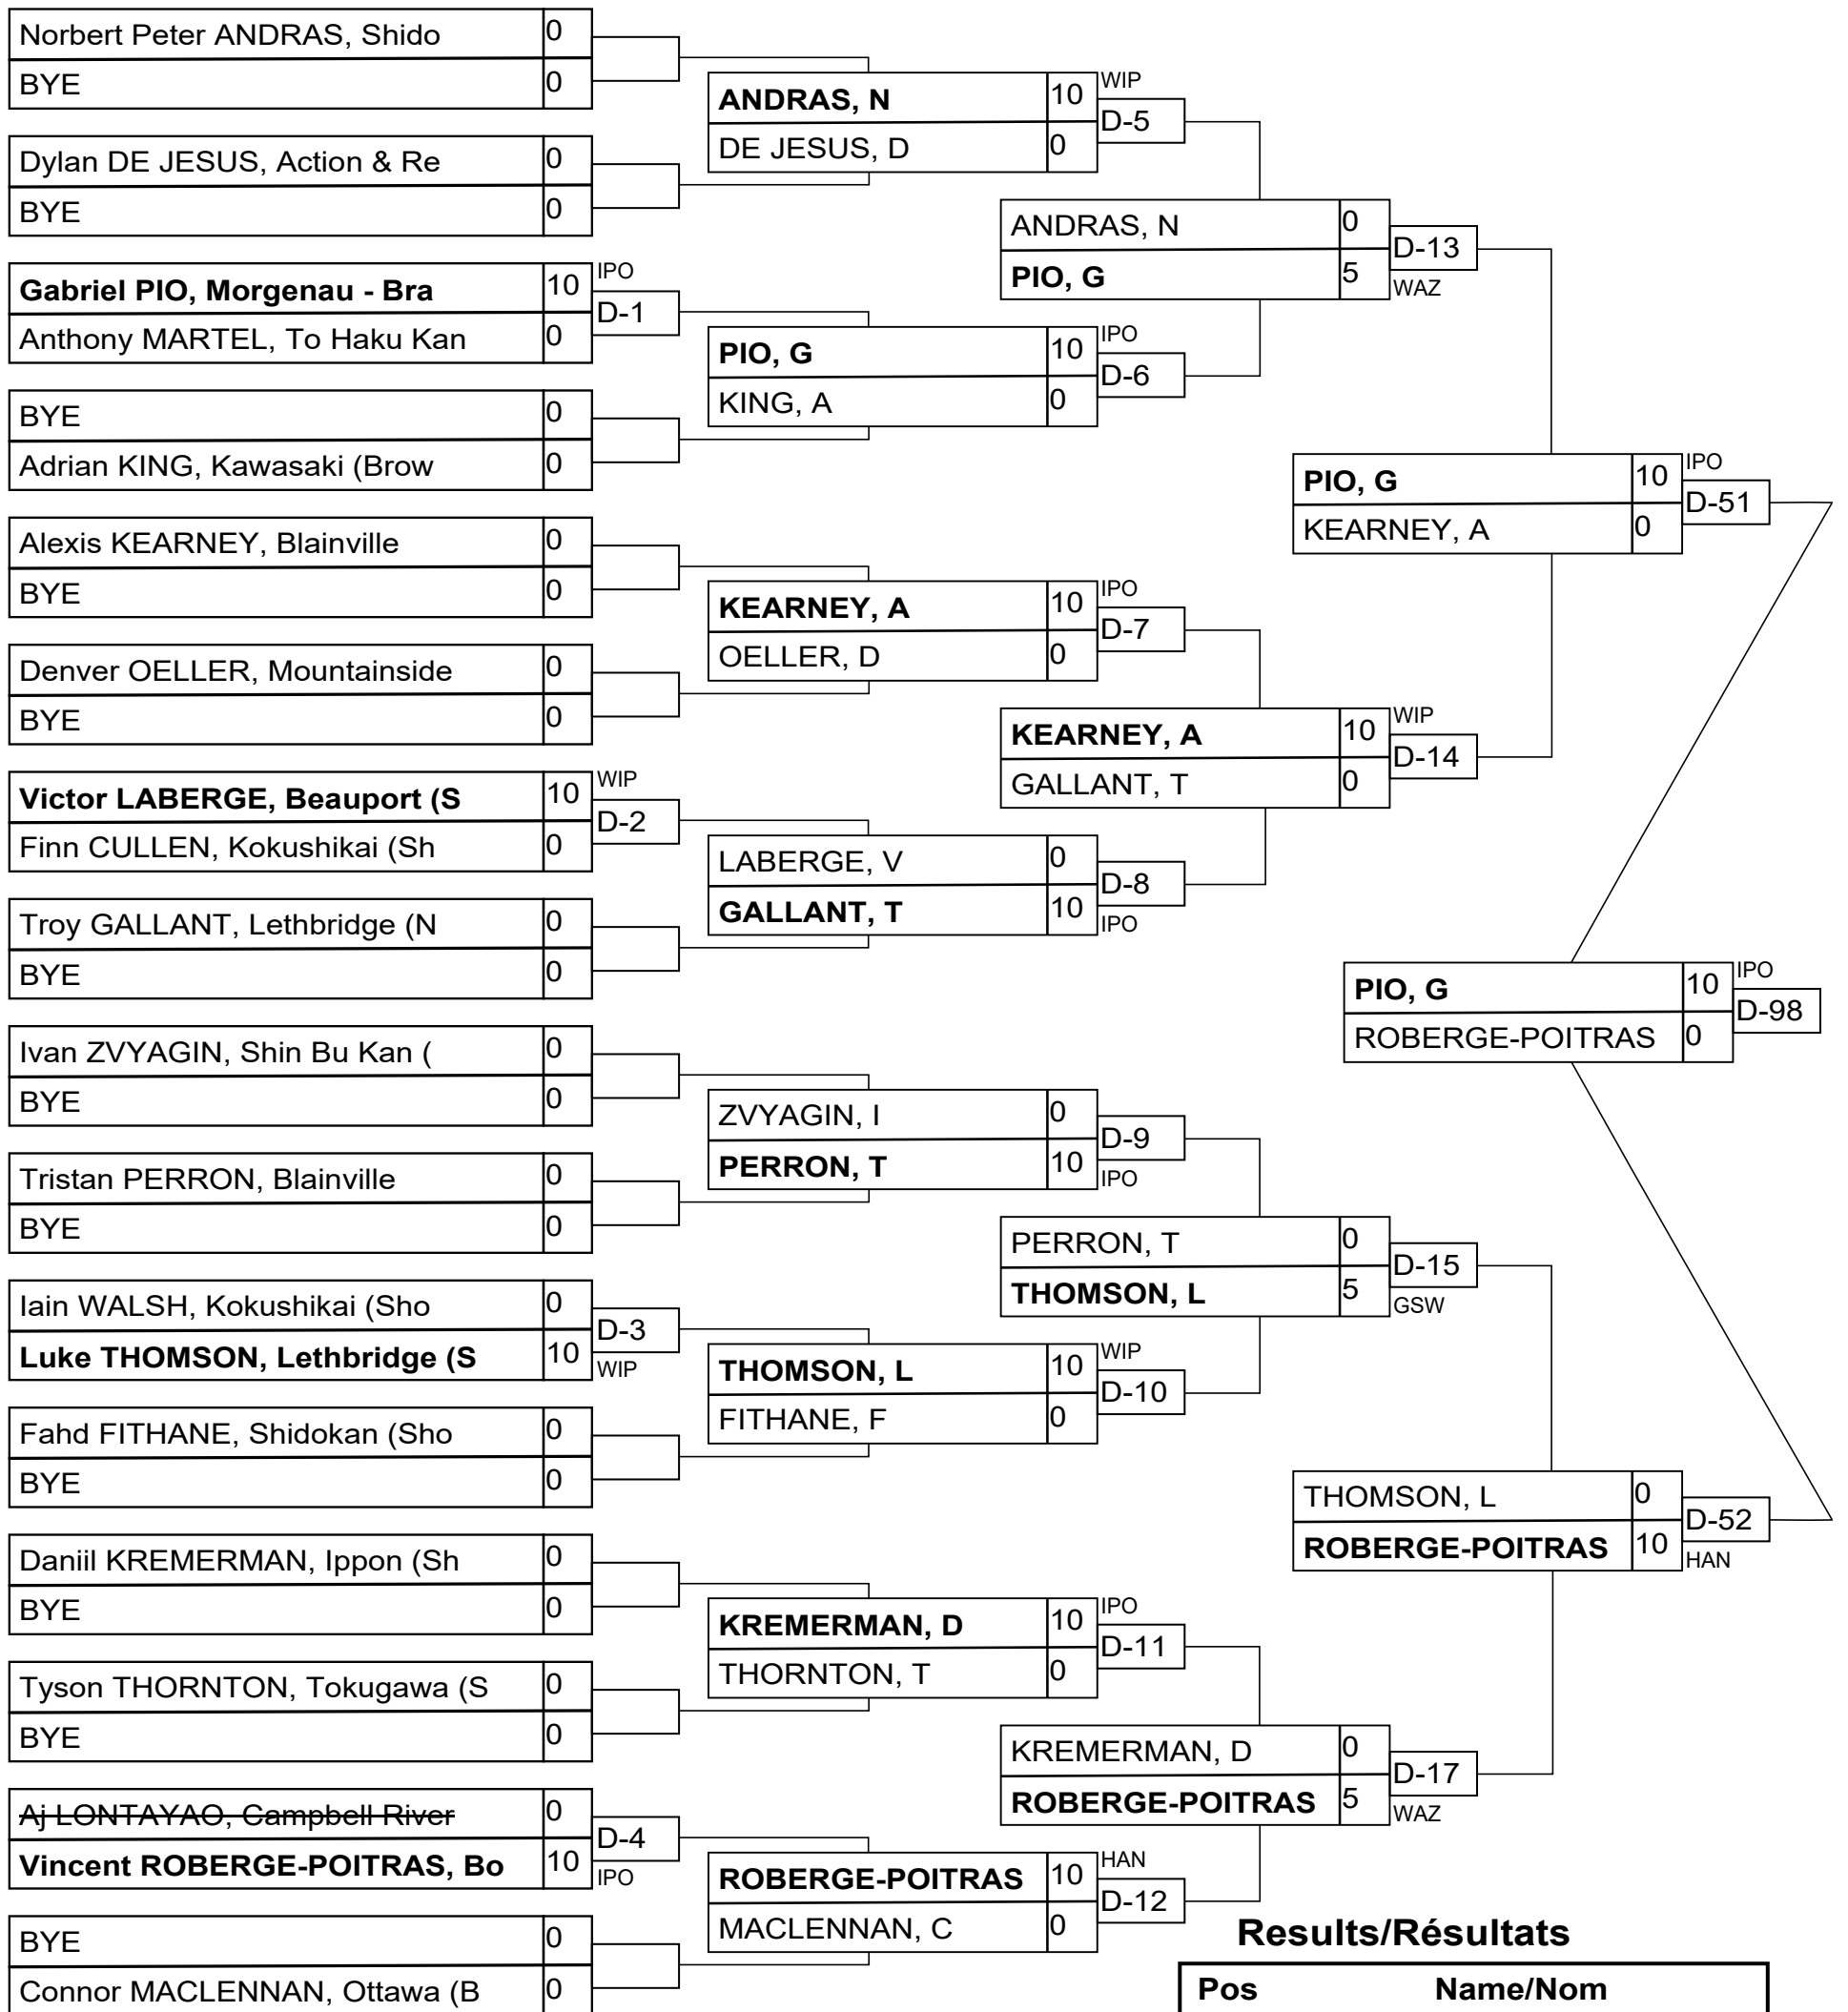 Norbert Peter ANDRAS, Shido 0
BYE 0
Dylan DE JESUS, Action & Re 0
BYE 0
Gabriel PIO, Morgenau - Bra 10 IPO
D-1
Anthony MARTEL, To Haku Kan 0
BYE 0
Adrian KING, Kawasaki (Brow 0
Alexis KEARNEY, Blainville 0
BYE 0
Denver OELLER, Mountainside 0
BYE 0
Victor LABERGE, Beauport (S 10 WIP
D-2
Finn CULLEN, Kokushikai (Sh 0
Troy GALLANT, Lethbridge (N 0
BYE 0
Ivan ZVYAGIN, Shin Bu Kan ( 0
BYE 0
Tristan PERRON, Blainville 0
BYE 0
Iain WALSH, Kokushikai (Sho 0
D-3
Luke THOMSON, Lethbridge (S 10 WIP
Fahd FITHANE, Shidokan (Sho 0
BYE 0
Daniil KREMERMAN, Ippon (Sh 0
BYE 0
Tyson THORNTON, Tokugawa (S 0
BYE 0
Aj LONTAYAO, Campbell River 0
D-4
Vincent ROBERGE-POITRAS, Bo 10 IPO
BYE 0
Connor MACLENNAN, Ottawa (B 0
ANDRAS, N 10 WIP
D-5
DE JESUS, D 0
PIO, G 10 IPO
D-6
KING, A 0
KEARNEY, A 10 IPO
D-7
OELLER, D 0
LABERGE, V 0
D-8
GALLANT, T 10 IPO
ZVYAGIN, I 0
D-9
PERRON, T 10 IPO
THOMSON, L 10 WIP
D-10
FITHANE, F 0
KREMERMAN, D 10 IPO
D-11
THORNTON, T 0
ROBERGE-POITRAS 10 HAN
D-12
MACLENNAN, C 0
ANDRAS, N 0
D-13
PIO, G 5 WAZ
KEARNEY, A 10 WIP
D-14
GALLANT, T 0
PERRON, T 0
D-15
THOMSON, L 5 GSW
KREMERMAN, D 0
D-17
ROBERGE-POITRAS 5 WAZ
PIO, G 10 IPO
D-51
KEARNEY, A 0
THOMSON, L 0
D-52
ROBERGE-POITRAS 10 HAN
PIO, G 10 IPO
D-98
ROBERGE-POITRAS 0
Results/Résultats
Pos Name/Nom